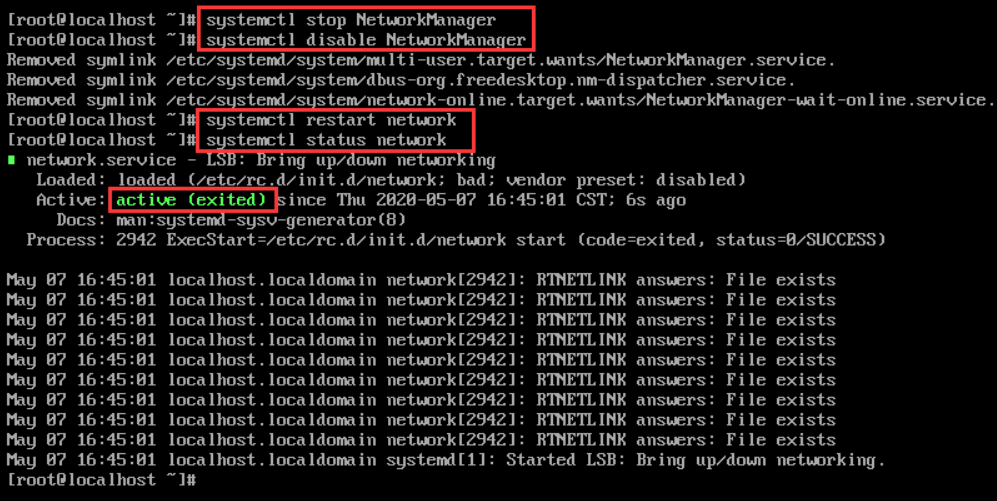 [root@localhost ~]# systemctl stop NetworkManager
[root@localhost ~]# systemctl disable NetworkManager
Removed symlink /etc/systemd/system/multi-user.target.wants/NetworkManager.service.
Removed symlink /etc/systemd/system/dbus-org.freedesktop.nm-dispatcher.service.
Removed symlink /etc/systemd/system/network-online.target.wants/NetworkManager-wait-online.service.
[root@localhost ~]# systemctl restart network
[root@localhost ~]# systemctl status network
network.service - LSB: Bring up/down networking
Loaded: loaded (/etc/rc.d/init.d/network; bad; vendor preset: disabled)
Active: active (exited) since Thu 2020-05-07 16:45:01 CST; 6s ago
Docs: man:systemd-sysv-generator(8)
Process: 2942 ExecStart=/etc/rc.d/init.d/network start (code=exited, status=0/SUCCESS)
May 07 16:45:01 localhost.localdomain network[2942]: RTNETLINK answers: File exists
May 07 16:45:01 localhost.localdomain network[2942]: RTNETLINK answers: File exists
May 07 16:45:01 localhost.localdomain network[2942]: RTNETLINK answers: File exists
May 07 16:45:01 localhost.localdomain network[2942]: RTNETLINK answers: File exists
May 07 16:45:01 localhost.localdomain network[2942]: RTNETLINK answers: File exists
May 07 16:45:01 localhost.localdomain network[2942]: RTNETLINK answers: File exists
May 07 16:45:01 localhost.localdomain network[2942]: RTNETLINK answers: File exists
May 07 16:45:01 localhost.localdomain network[2942]: RTNETLINK answers: File exists
May 07 16:45:01 localhost.localdomain network[2942]: RTNETLINK answers: File exists
May 07 16:45:01 localhost.localdomain systemd[1]: Started LSB: Bring up/down networking.
[root@localhost ~]#